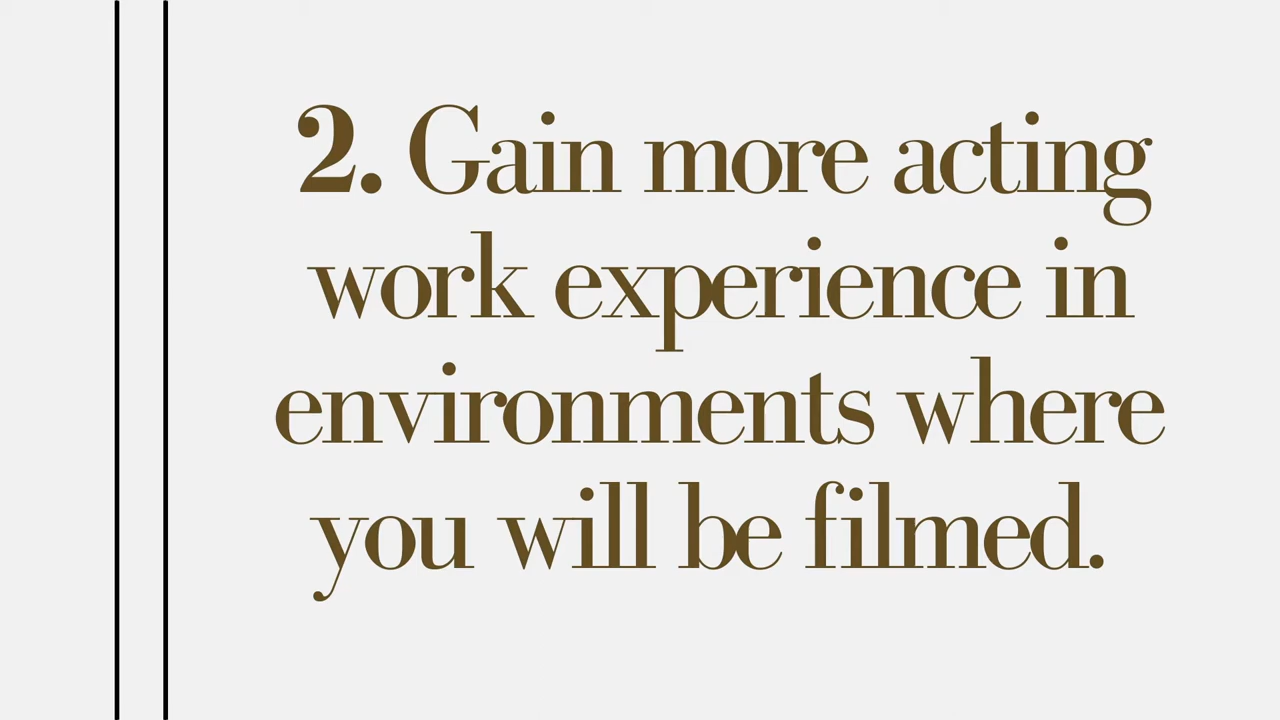 2. Gain more acting
work experience in
environments where
you will be filmed.